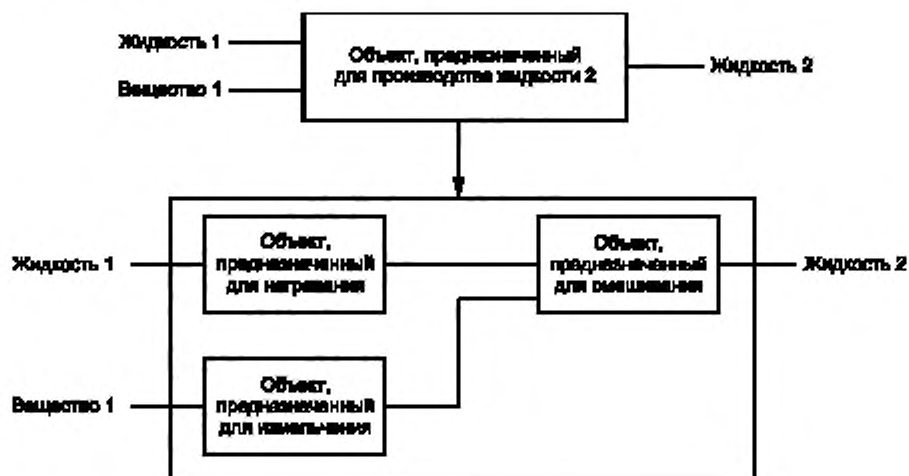 Жидкость 1
Вещество 1
Объект, предназначенный
для производства жидкости 2
Жидкость 2
Жидкость 1
Объект,
предназначенный
для нагревания
Объект,
предназначенный
для смешивания
Жидкость 2
Вещество 1
Объект,
предназначенный
для измельчения